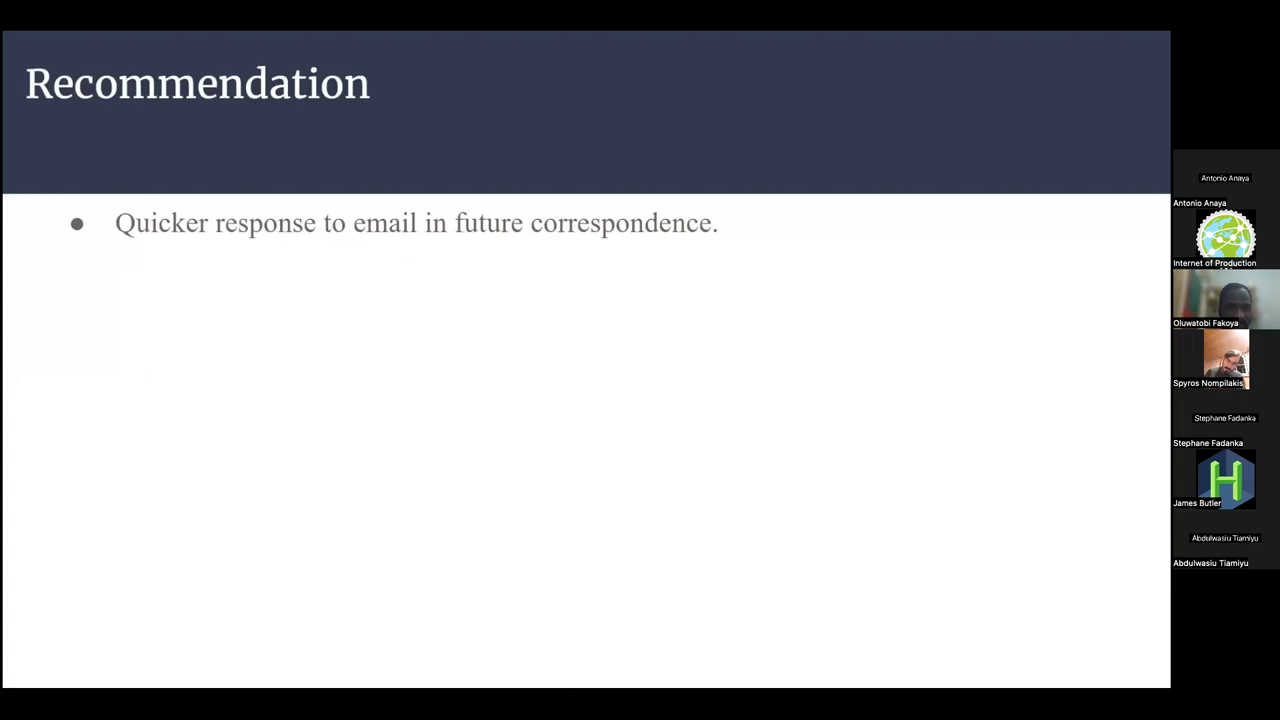 Recommendation
● Quicker response to email in future correspondence.
Antonio Anaya
Antonio Anaya
Internet of Production
Oluwatobi Fakoya
Spyros Nompilakis
Stephane Fadanka
Stephane Fadanka
H
James Butler
Abdulwasiu Tiamiyu
Abdulwasiu Tiamiyu